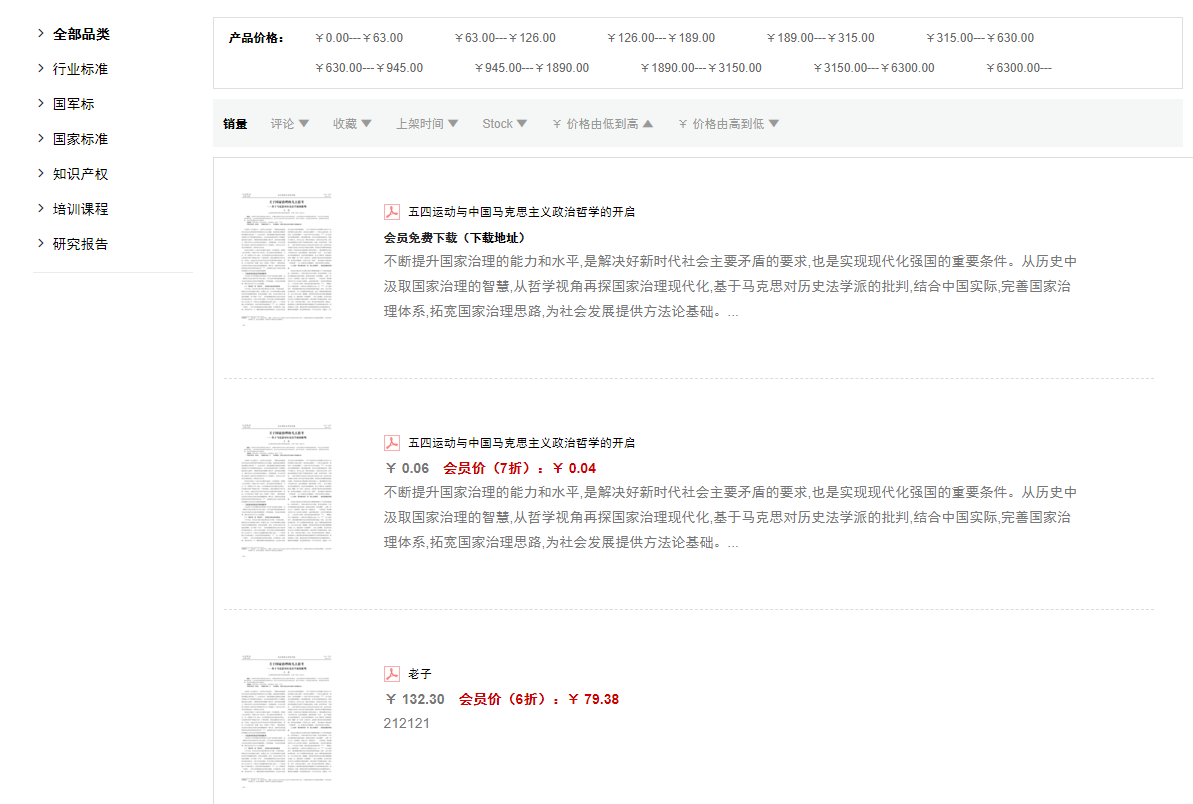 全部品类
行业标准
国军标
国家标准
知识产权
培训课程
研究报告
产品价格： ￥0.00---￥63.00 ￥63.00---￥126.00 ￥126.00---￥189.00 ￥189.00---￥315.00 ￥315.00---￥630.00
￥630.00---￥945.00 ￥945.00---￥1890.00 ￥1890.00---￥3150.00 ￥3150.00---￥6300.00 ￥6300.00---
销量 评论 收藏 上架时间 Stock ￥ 价格由低到高 ￥ 价格由高到低
五四运动与中国马克思主义政治哲学的开启
会员免费下载（下载地址）
不断提升国家治理的能力和水平,是解决好新时代社会主要矛盾的要求,也是实现现代化强国的重要条件。从历史中
汲取国家治理的智慧,从哲学视角再探国家治理现代化,基于马克思对历史法学派的批判,结合中国实际,完善国家治
理体系,拓宽国家治理思路,为社会发展提供方法论基础。...
五四运动与中国马克思主义政治哲学的开启
￥ 0.06 会员价（7折）：￥ 0.04
不断提升国家治理的能力和水平,是解决好新时代社会主要矛盾的要求,也是实现现代化强国的重要条件。从历史中
汲取国家治理的智慧,从哲学视角再探国家治理现代化,基于马克思对历史法学派的批判,结合中国实际,完善国家治
理体系,拓宽国家治理思路,为社会发展提供方法论基础。...
老子
￥ 132.30 会员价（6折）：￥ 79.38
212121